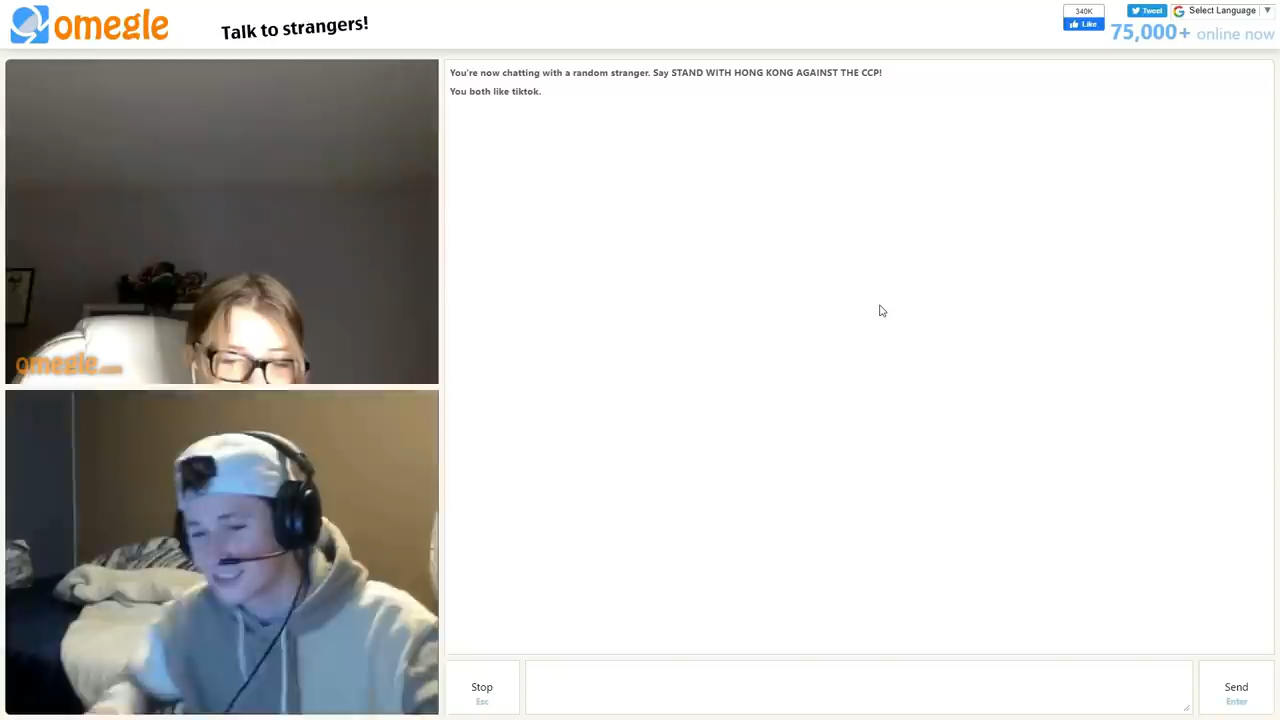 omegle
Talk to strangers!
340K
Like
Tweet
Select Language ▼
75,000+ online now
You're now chatting with a random stranger. Say STAND WITH HONG KONG AGAINST THE CCP!
You both like tiktok.
omegle.com
Stop
Esc
Send
Enter